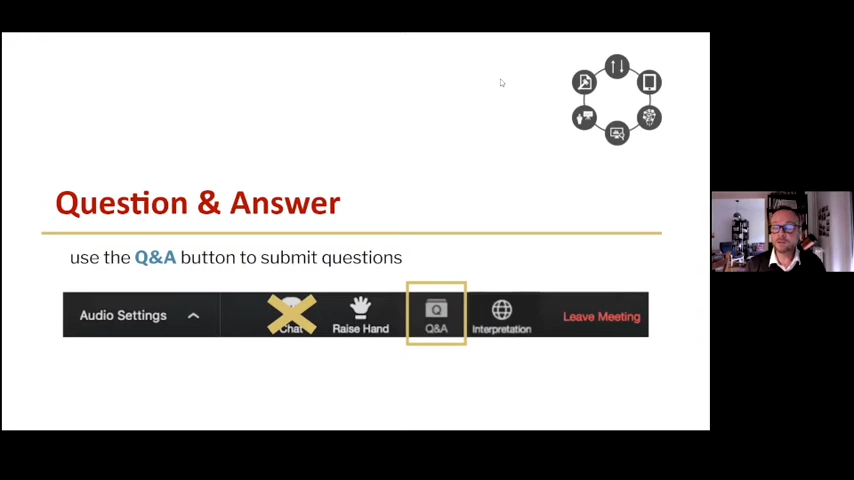 Question & Answer
use the Q&A button to submit questions
Audio Settings
Chat
Raise Hand
Q
Q&A
Interpretation
Leave Meeting